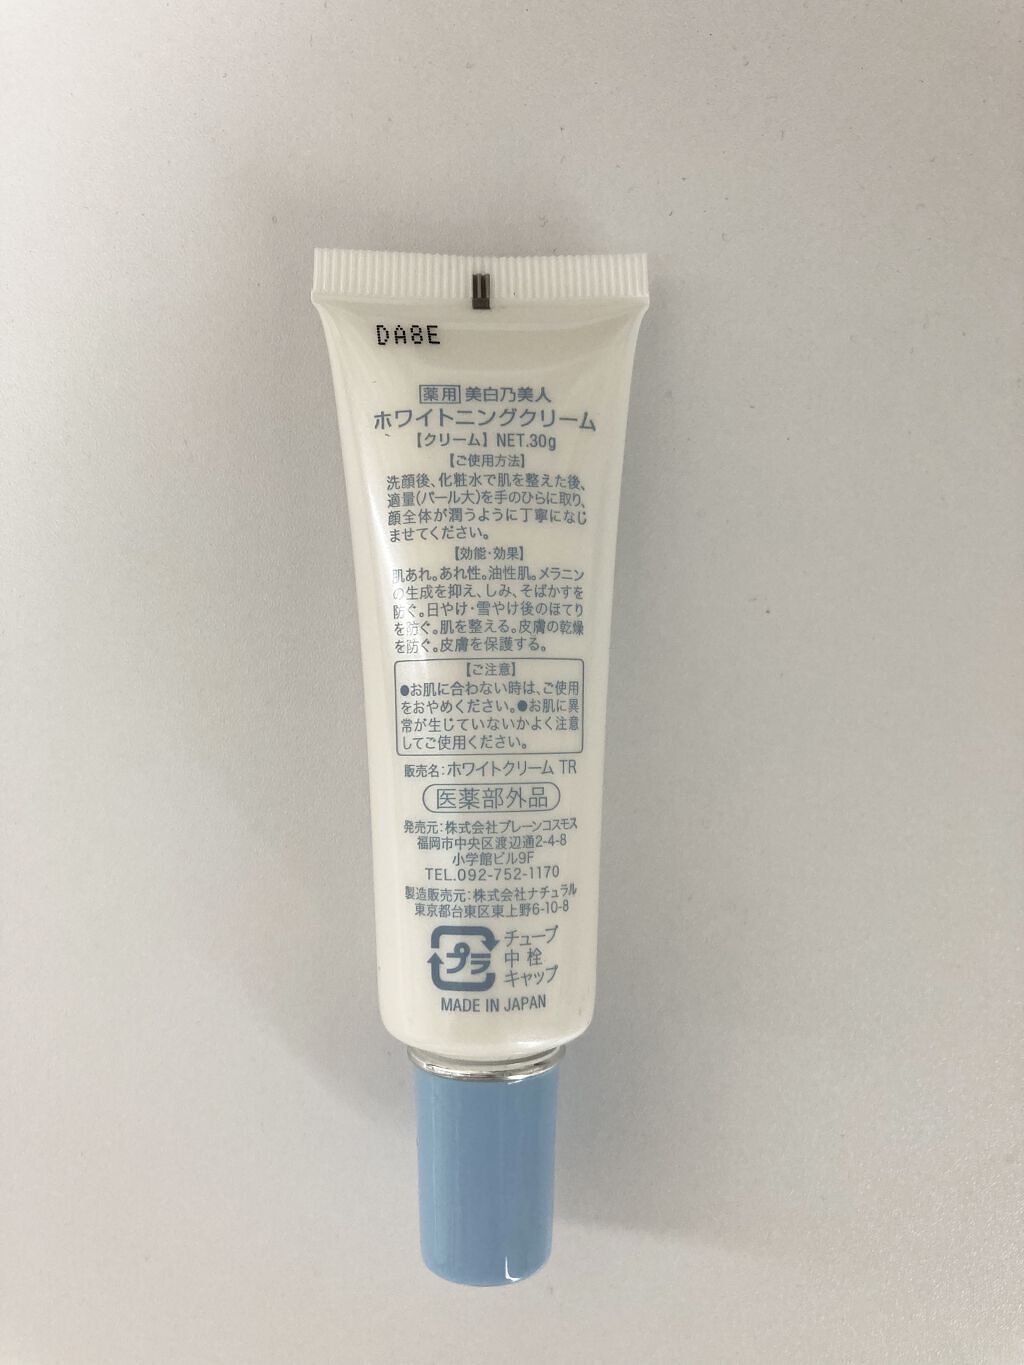 DA8E
薬用 美白乃美人
ホワイトニングクリーム
【クリーム】NET.30g
【ご使用方法】
洗顔後、化粧水で肌を整えた後、
適量(パール大)を手のひらに取り、
顔全体が潤うように丁寧になじ
ませてください。
【効能・効果】
肌あれ。あれ性。油性肌。メラニン
の生成を抑え、しみ、そばかすを
防ぐ。日やけ・雪やけ後のほてり
を防ぐ。肌を整える。皮膚の乾燥
を防ぐ。皮膚を保護する。
【ご注意】
●お肌に合わない時は、ご使用
をおやめください。●お肌に異
常が生じていないかよく注意
してご使用ください。
販売名:ホワイトクリーム TR
医薬部外品
発売元:株式会社ブレーンコスモス
福岡市中央区渡辺通2-4-8
小学館ビル9F
TEL.092-752-1170
製造販売元:株式会社ナチュラル
東京都台東区東上野6-10-8
プラ
チューブ
中栓
キャップ
MADE IN JAPAN